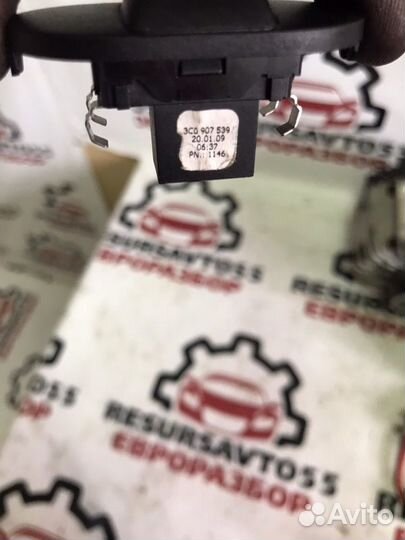 3C0 907 539
20.01.09
06:37
PN.: 1146
RESURSAVTO55
ЕВРОРАЗБОР
RESURSAVTO55
ЕВРОРАЗБОР
Avito